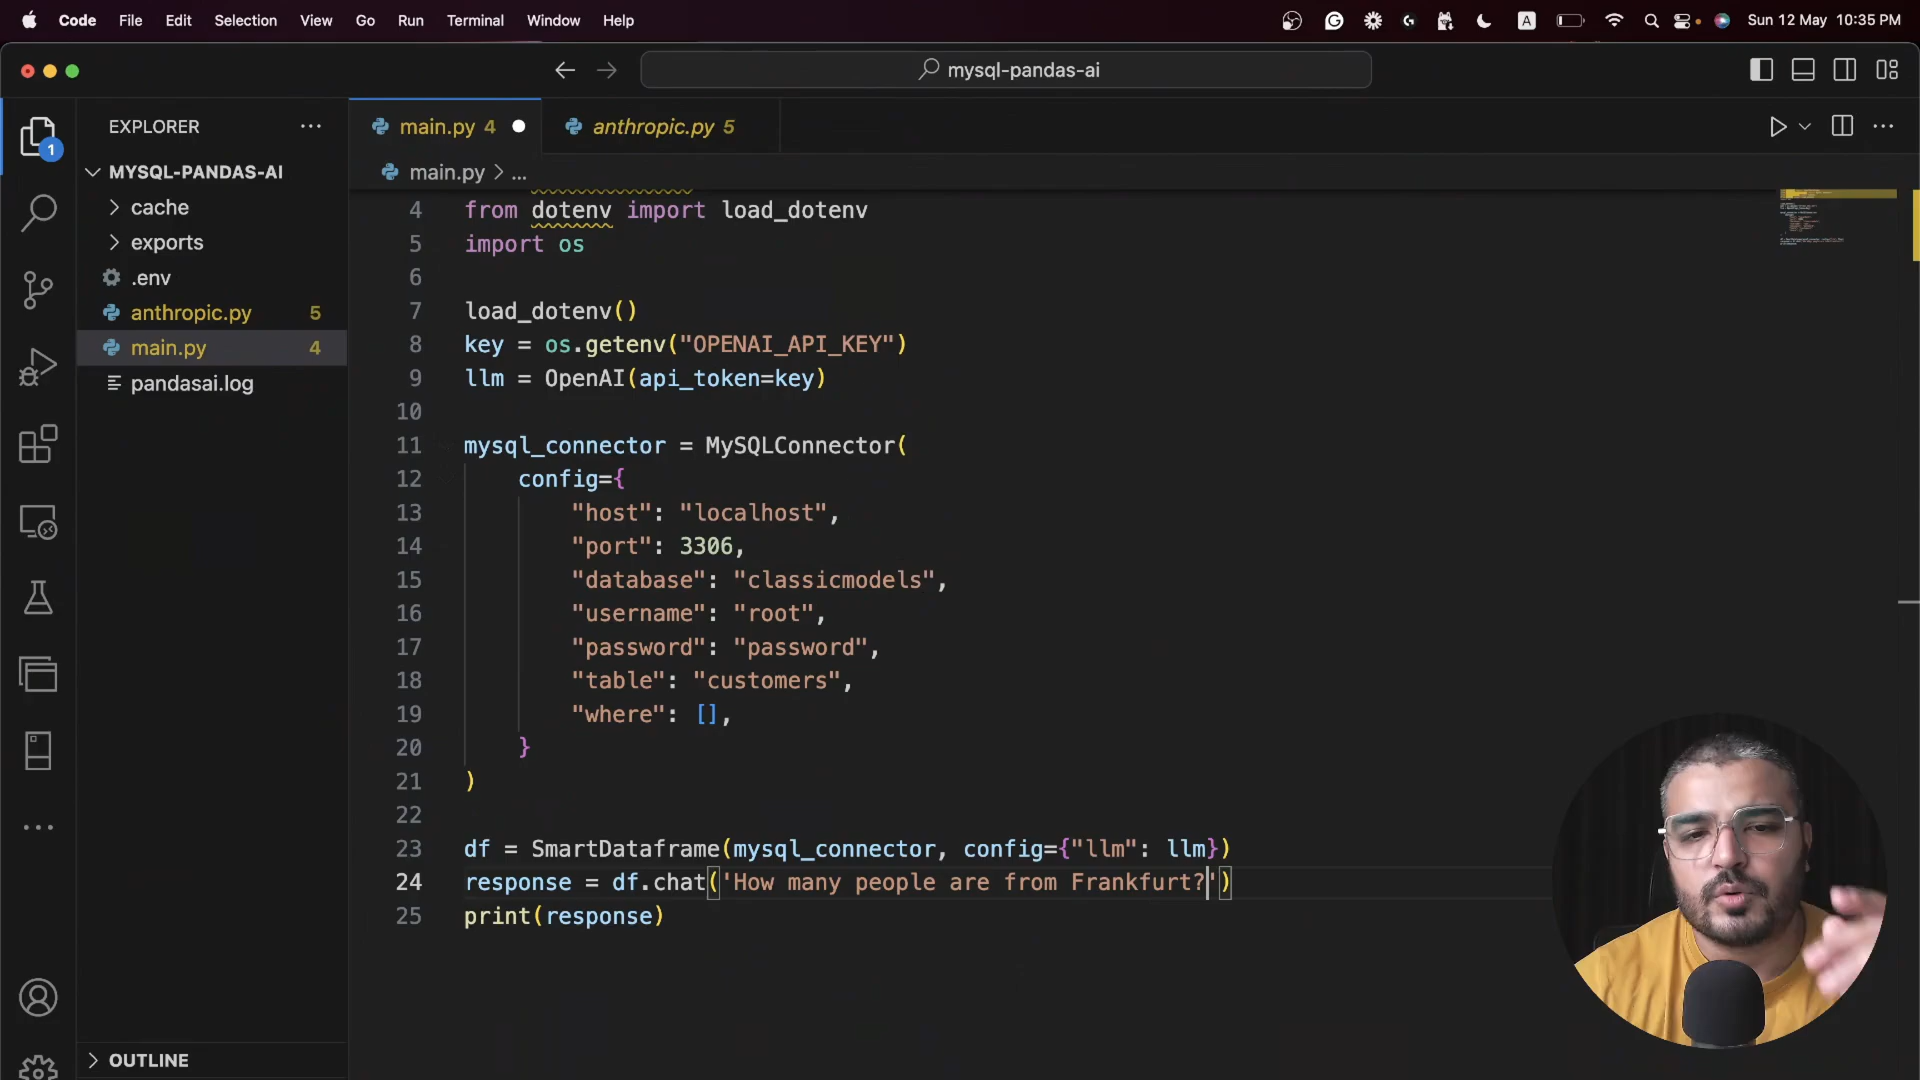 Code File Edit Selection View Go Run Terminal Window Help
A
Sun 12 May 10:35 PM
mysql-pandas-ai
EXPLORER
1
MYSQL-PANDAS-AI
cache
exports
.env
anthropic.py 5
main.py 4
pandasai.log
OUTLINE
main.py 4
anthropic.py 5
main.py > ...
4 from dotenv import load_dotenv
5 import os
6
7 load_dotenv()
8 key = os.getenv("OPENAI_API_KEY")
9 llm = OpenAI(api_token=key)
10
11 mysql_connector = MySQLConnector(
12 config={
13 "host": "localhost",
14 "port": 3306,
15 "database": "classicmodels",
16 "username": "root",
17 "password": "password",
18 "table": "customers",
19 "where": [],
20 }
21 )
22
23 df = SmartDataframe(mysql_connector, config={"llm": llm})
24 response = df.chat('How many people are from Frankfurt?')
25 print(response)